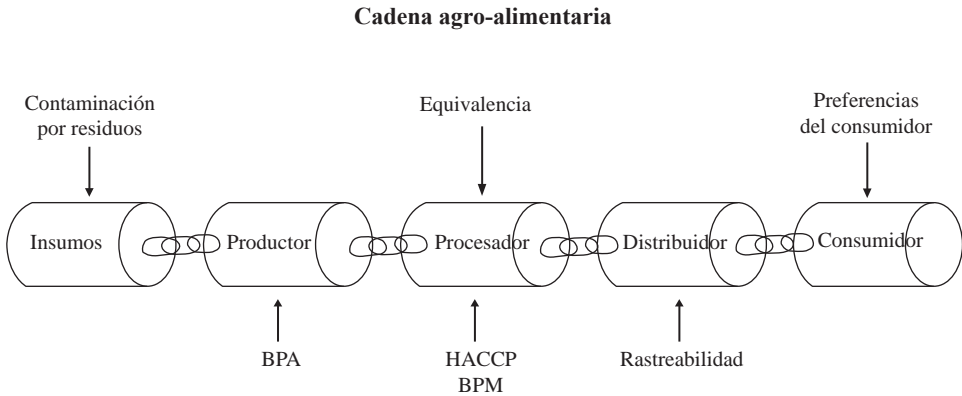 Cadena agro-alimentaria
Contaminación
por residuos
Equivalencia
Preferencias
del consumidor
Insumos
Productor
Procesador
Distribuidor
Consumidor
BPA
HACCP
BPM
Rastreabilidad